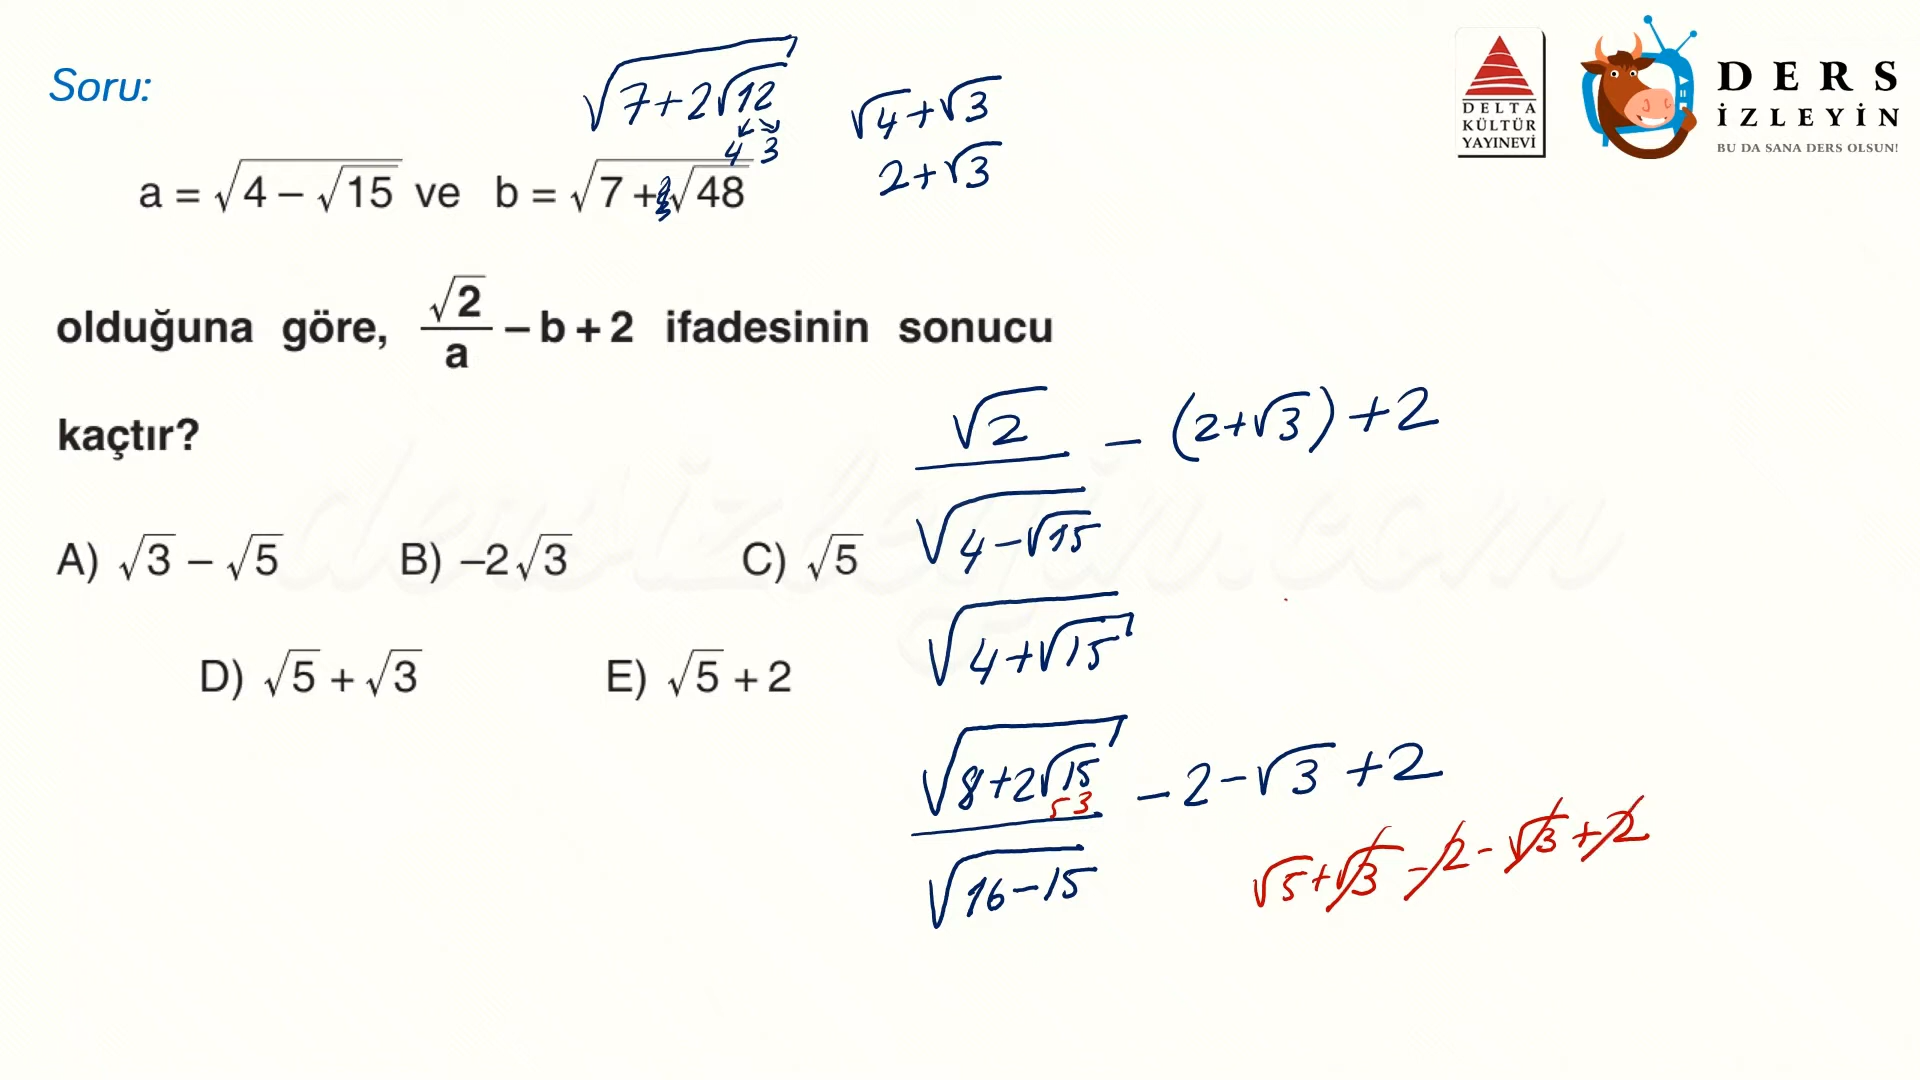 Soru:
√(7+2√12)
4 3
√4+√3
2+√3
a = √(4 – √15) ve b = √(7 + √48)
olduğuna göre, √2/a – b + 2 ifadesinin sonucu
kaçtır?
A) √3 – √5 B) –2√3 C) √5
D) √5 + √3 E) √5 + 2
√2 / √(4–√15) – (2+√3) + 2
√(4+√15)
√(8+2√15) / √(16–15) – 2 – √3 + 2
5 3
√5+√3 – 2 – √3 + 2
DELTA
KÜLTÜR
YAYINEVİ
DERS
İZLEYİN
BU DA SANA DERS OLSUN!
dersizleyin.com